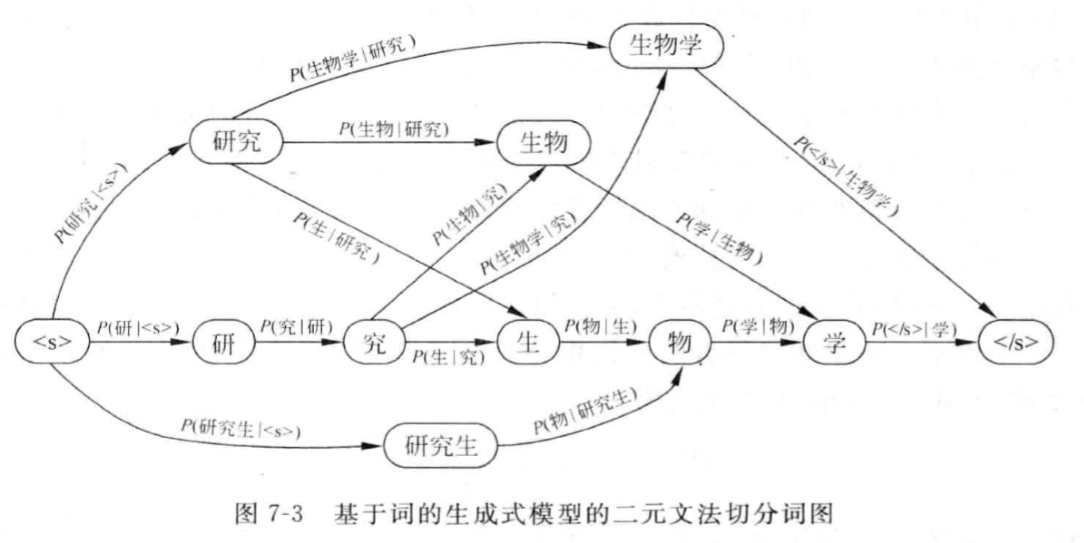 生物学
P(生物学|研究)
研究
P(生物|研究)
生物
P(</s>|生物学)
P(研究|<s>)
P(生|研究)
P(生物|究)
P(生物学|究)
P(学|生物)
<s>
P(研|<s>)
研
P(究|研)
究
P(生|究)
生
P(物|生)
物
P(学|物)
学
P(</s>|学)
</s>
P(研究生|<s>)
研究生
P(物|研究生)
图 7-3 基于词的生成式模型的二元文法切分词图